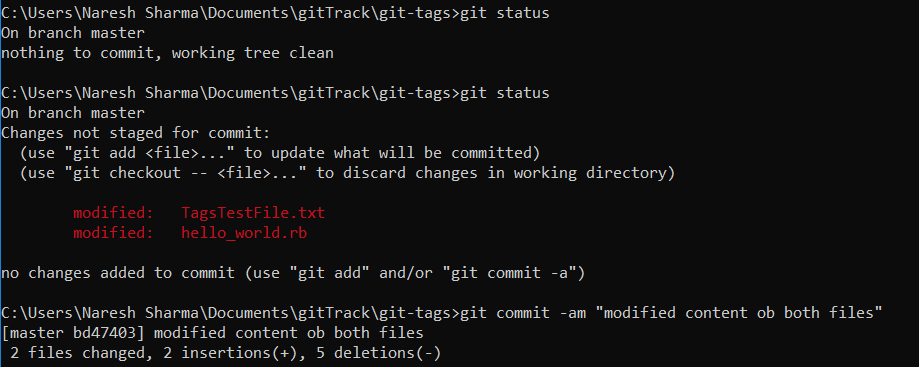 C:\Users\Naresh Sharma\Documents\gitTrack\git-tags>git status
On branch master
nothing to commit, working tree clean
C:\Users\Naresh Sharma\Documents\gitTrack\git-tags>git status
On branch master
Changes not staged for commit:
(use "git add <file>..." to update what will be committed)
(use "git checkout -- <file>..." to discard changes in working directory)
modified: TagsTestFile.txt
modified: hello_world.rb
no changes added to commit (use "git add" and/or "git commit -a")
C:\Users\Naresh Sharma\Documents\gitTrack\git-tags>git commit -am "modified content ob both files"
[master bd47403] modified content ob both files
2 files changed, 2 insertions(+), 5 deletions(-)